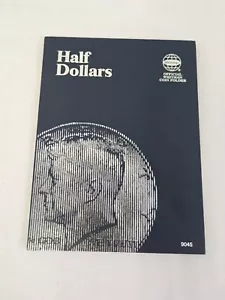 Half
Dollars
OFFICIAL
WHITMAN
COIN FOLDER
9045